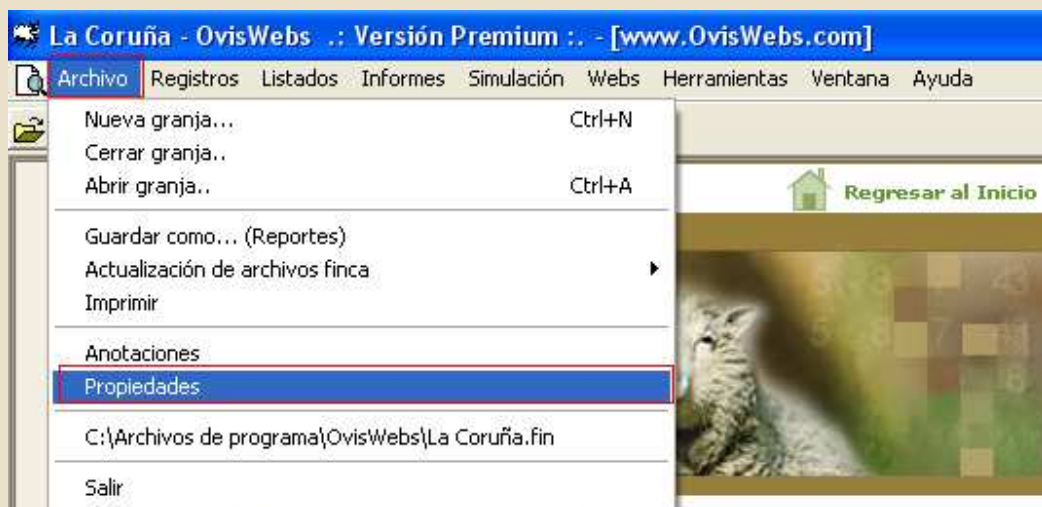 La Coruña - OvisWebs .: Versión Premium :. - [www.OvisWebs.com]
Archivo Registros Listados Informes Simulación Webs Herramientas Ventana Ayuda
Nueva granja... Ctrl+N
Cerrar granja..
Abrir granja.. Ctrl+A
Regresar al Inicio
Guardar como... (Reportes)
Actualización de archivos finca
Imprimir
Anotaciones
Propiedades
C:\Archivos de programa\OvisWebs\La Coruña.fin
Salir